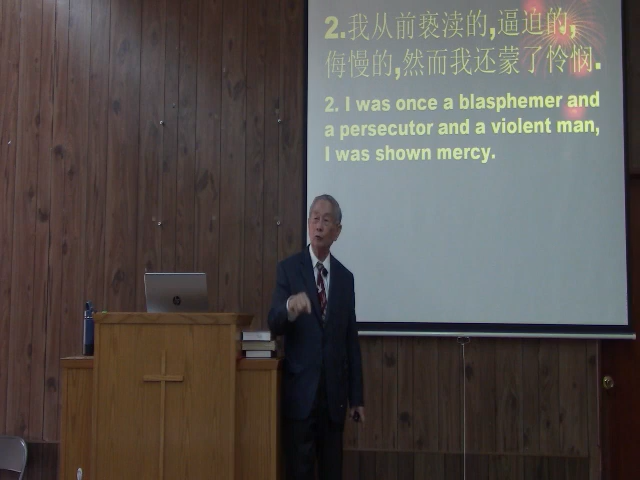 2.我从前亵渎的,逼迫的,
侮慢的,然而我还蒙了怜悯.
2. I was once a blasphemer and
a persecutor and a violent man,
I was shown mercy.
hp